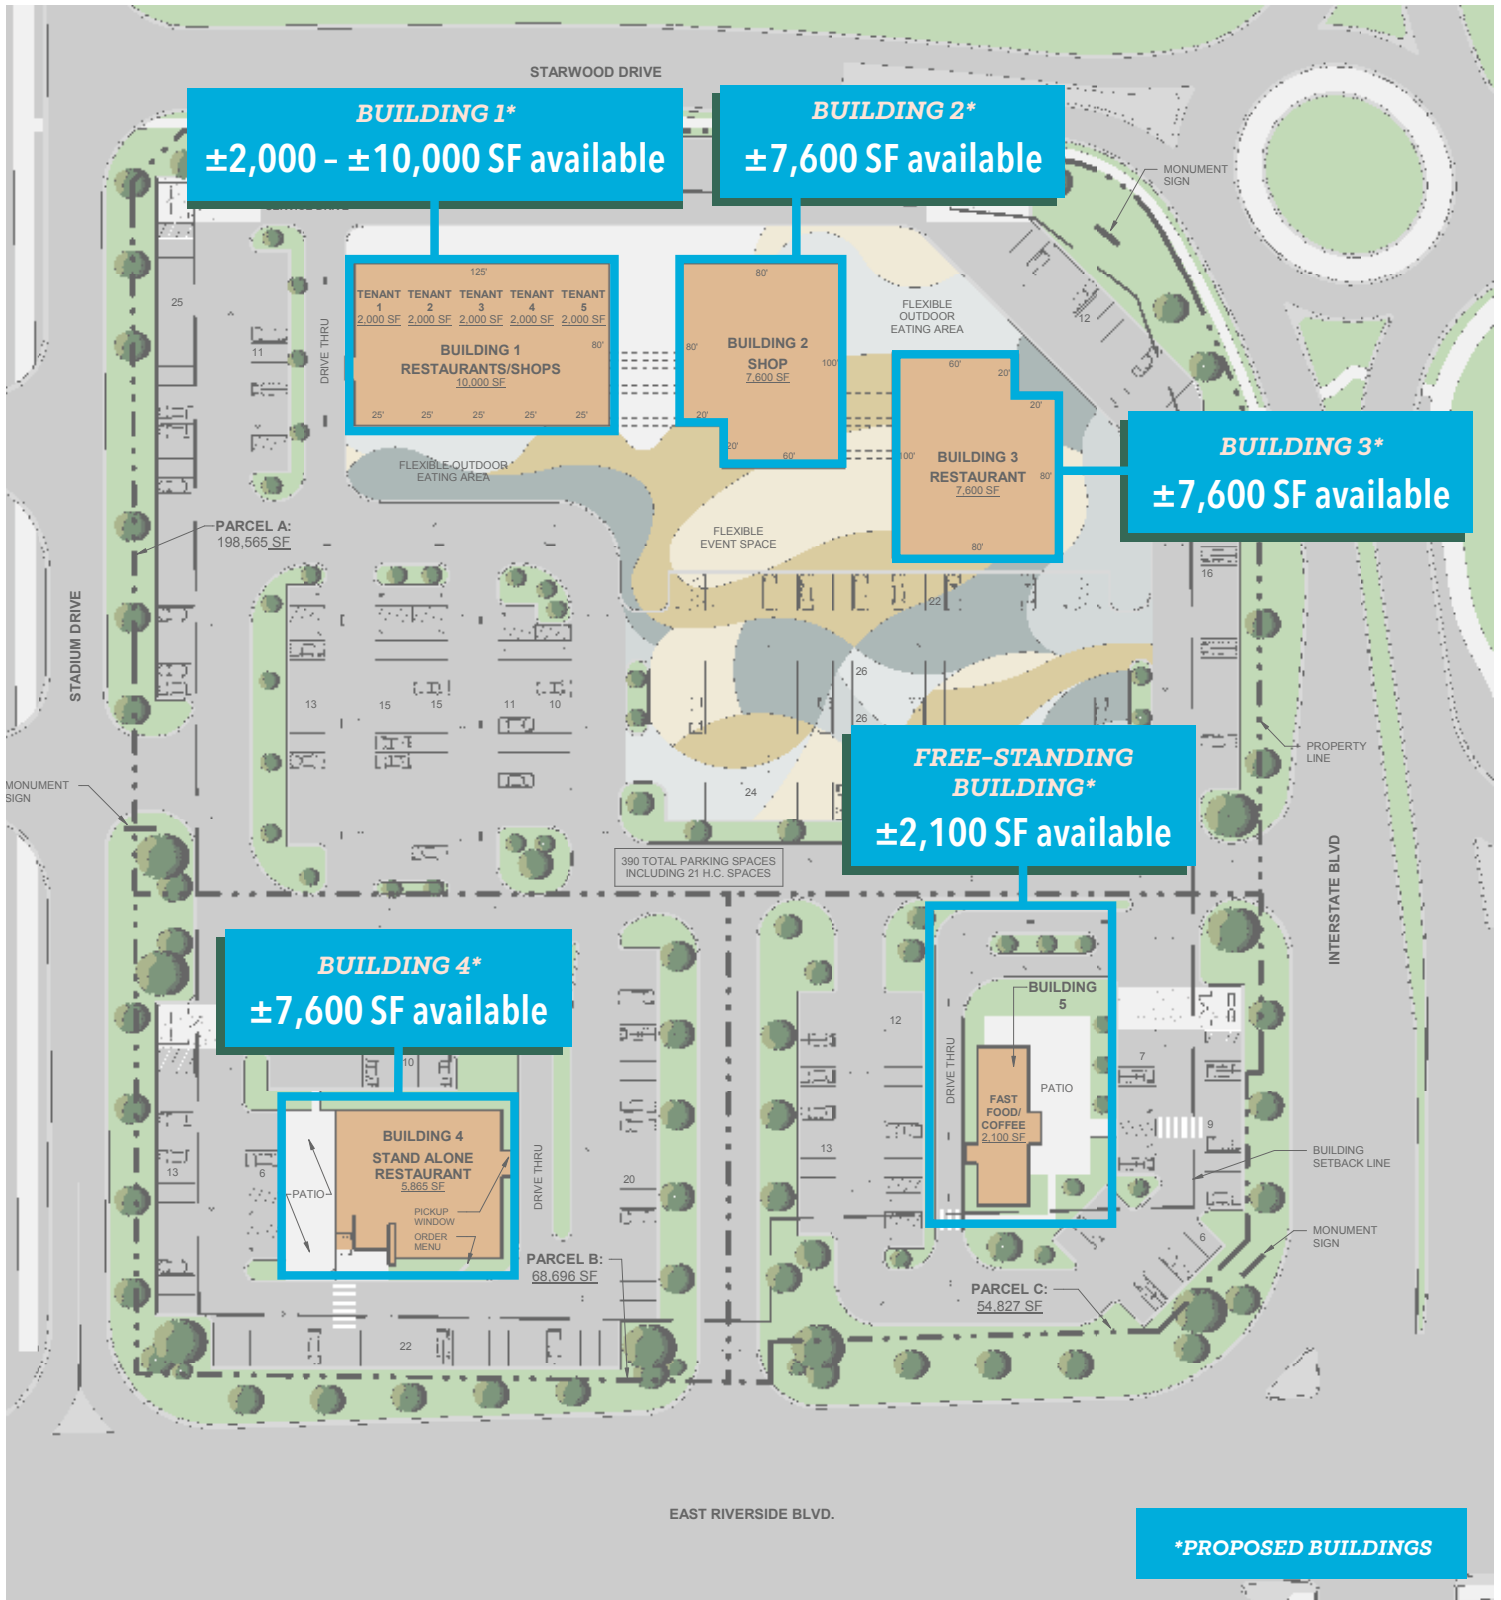 STARWOOD DRIVE
BUILDING 1*
±2,000 – ±10,000 SF available
BUILDING 2*
±7,600 SF available
MONUMENT
SIGN
125'
TENANT TENANT TENANT TENANT TENANT
1 2 3 4 5
2,000 SF 2,000 SF 2,000 SF 2,000 SF 2,000 SF
80'
BUILDING 1
RESTAURANTS/SHOPS
10,000 SF
25' 25' 25' 25' 25'
DRIVE THRU
25
11
80'
80'
BUILDING 2
SHOP
7,600 SF
100'
20'
20'
60'
FLEXIBLE
OUTDOOR
EATING AREA
12
60'
20'
20'
BUILDING 3
RESTAURANT
7,600 SF
100'
80'
80'
BUILDING 3*
±7,600 SF available
FLEXIBLE OUTDOOR
EATING AREA
FLEXIBLE
EVENT SPACE
PARCEL A:
198,565 SF
STADIUM DRIVE
16
22
13
15
15
11
10
26
26
24
PROPERTY
LINE
MONUMENT
SIGN
FREE-STANDING
BUILDING*
±2,100 SF available
390 TOTAL PARKING SPACES
INCLUDING 21 H.C. SPACES
INTERSTATE BLVD
BUILDING 4*
±7,600 SF available
10
BUILDING 4
STAND ALONE
RESTAURANT
5,865 SF
PATIO
PICKUP
WINDOW
ORDER
MENU
DRIVE THRU
13
6
20
22
PARCEL B:
68,696 SF
12
13
DRIVE THRU
BUILDING
5
FAST
FOOD/
COFFEE
2,100 SF
PATIO
7
9
BUILDING
SETBACK LINE
MONUMENT
SIGN
6
PARCEL C:
54,827 SF
EAST RIVERSIDE BLVD.
*PROPOSED BUILDINGS